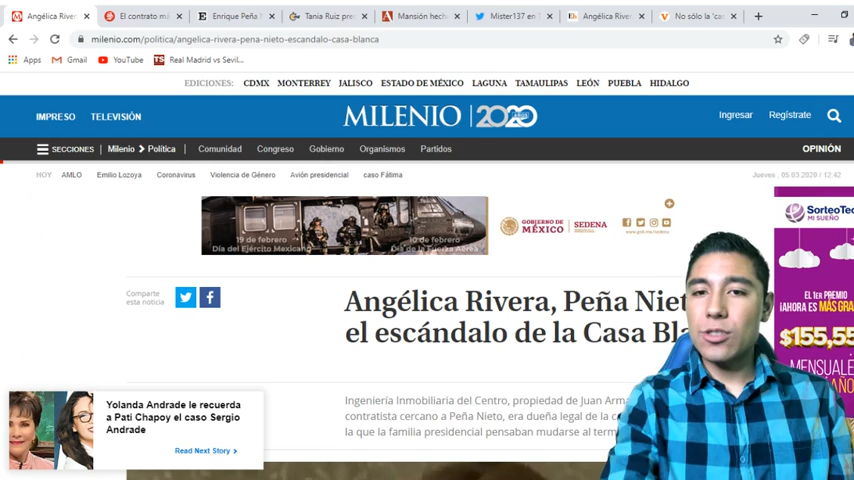 Angélica Rivera,
El contrato má
Enrique Peña N
Tania Ruiz pre
Mansión hech
Mister137 en T
Angélica Rivera
No sólo la 'cas
milenio.com/politica/angelica-rivera-pena-nieto-escandalo-casa-blanca
Apps Gmail YouTube Real Madrid vs Sevil...
EDICIONES: CDMX MONTERREY JALISCO ESTADO DE MÉXICO LAGUNA TAMAULIPAS LEÓN PUEBLA HIDALGO
IMPRESO TELEVISIÓN MILENIO 2020 Ingresar Regístrate
SECCIONES Milenio > Política Comunidad Congreso Gobierno Organismos Partidos OPINIÓN
HOY AMLO Emilio Lozoya Coronavirus Violencia de Género Avión presidencial caso Fátima Jueves, 05.03.2020 / 12:42
19 de febrero
Día del Ejército Mexicano
10 de febrero
Día de la Fuerza Aérea
GOBIERNO DE
MÉXICO
SEDENA
SorteoTec
MI SUEÑO
Comparte
esta noticia
Angélica Rivera, Peña Niet
el escándalo de la Casa Bla
EL 1ER PREMIO
¡AHORA ES MÁS GRA
$155,55
MENSUALE
Ingeniería Inmobiliaria del Centro, propiedad de Juan Arma
contratista cercano a Peña Nieto, era dueña legal de la c
la que la familia presidencial pensaban mudarse al term
Yolanda Andrade le recuerda
a Pati Chapoy el caso Sergio
Andrade
Read Next Story >